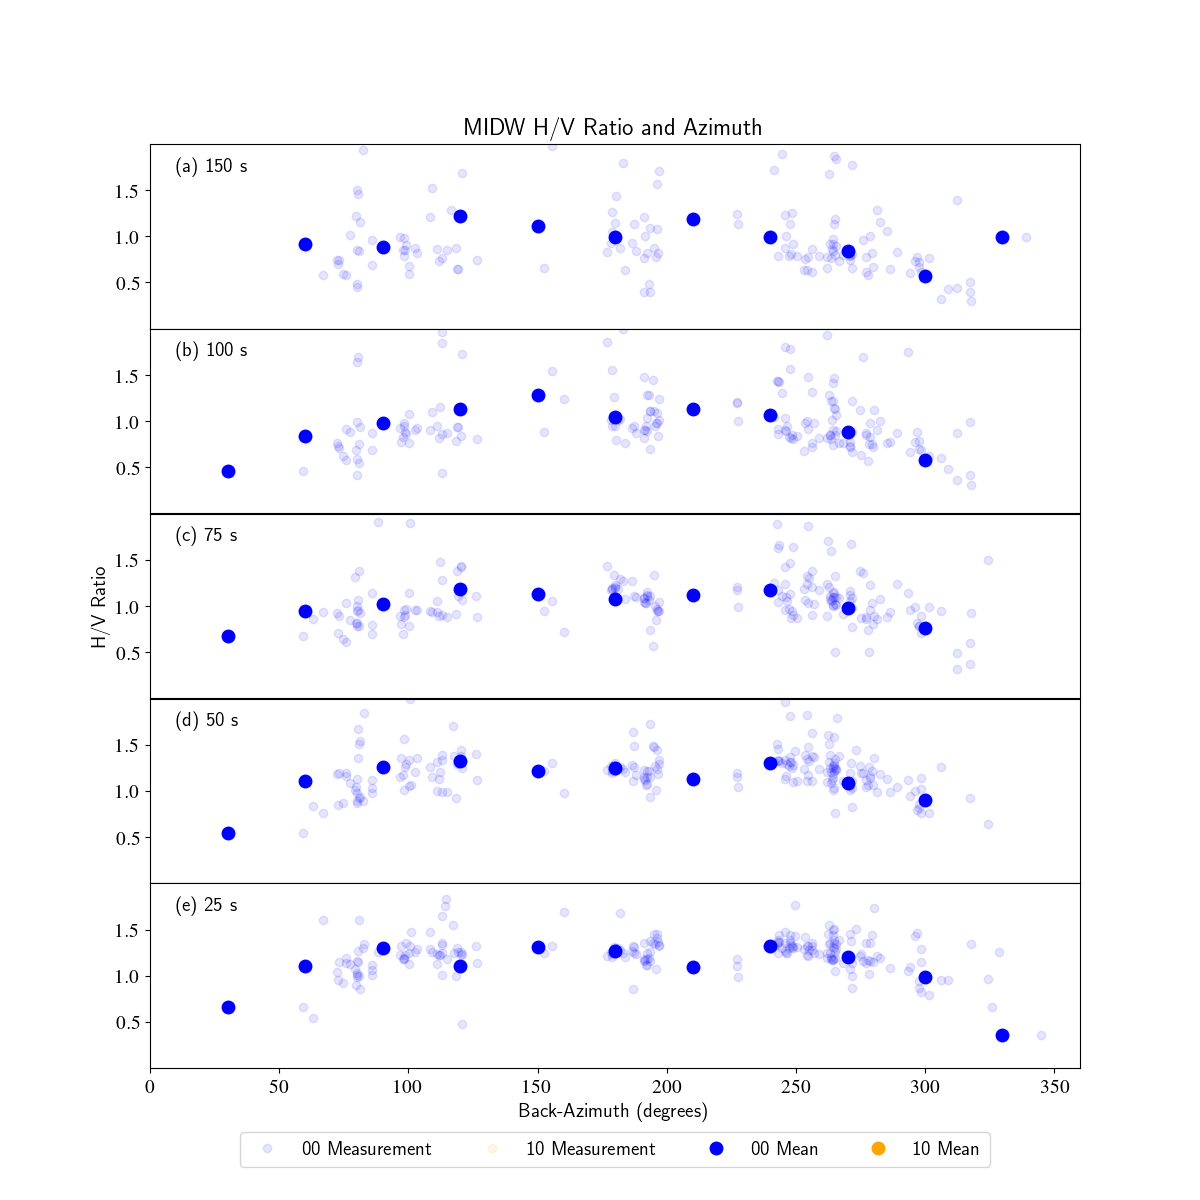 MIDW H/V Ratio and Azimuth
(a) 150 s
1.5
1.0
0.5
(b) 100 s
1.5
1.0
0.5
(c) 75 s
1.5
1.0
0.5
H/V Ratio
(d) 50 s
1.5
1.0
0.5
(e) 25 s
1.5
1.0
0.5
0 50 100 150 200 250 300 350
Back-Azimuth (degrees)
00 Measurement 10 Measurement 00 Mean 10 Mean